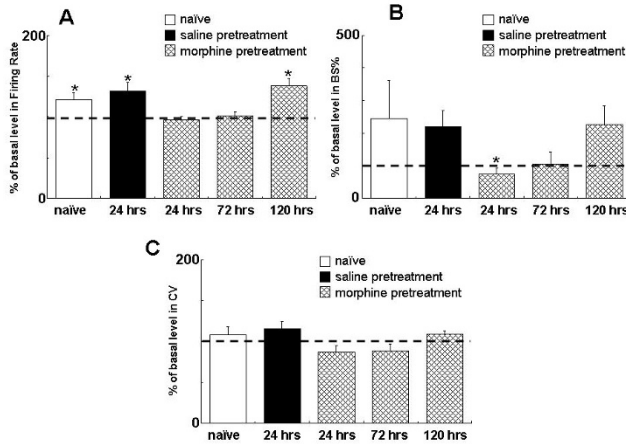 A
naïve
saline pretreatment
morphine pretreatment
200
% of basal level in Firing Rate
* * *
0
naïve 24 hrs 24 hrs 72 hrs 120 hrs
B
naïve
saline pretreatment
morphine pretreatment
500
% of basal level in BS%
*
0
naïve 24 hrs 24 hrs 72 hrs 120 hrs
C
naïve
saline pretreatment
morphine pretreatment
200
% of basal level in CV
0
naïve 24 hrs 24 hrs 72 hrs 120 hrs